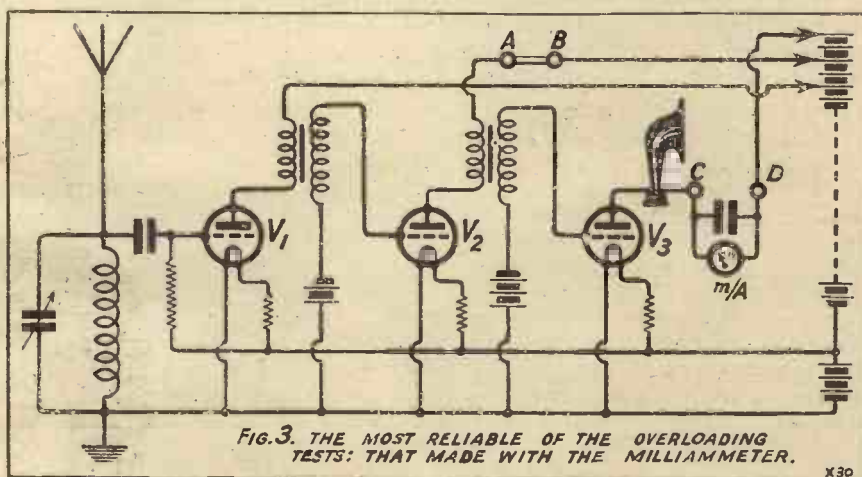 A B
C D
V1 V2 V3
m/A
FIG. 3. THE MOST RELIABLE OF THE OVERLOADING
TESTS: THAT MADE WITH THE MILLIAMMETER.
X30